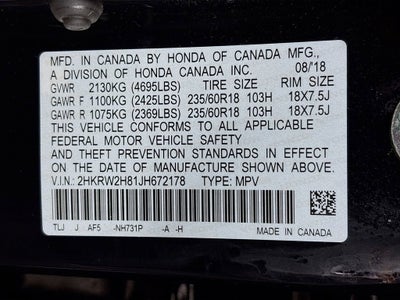 MFD. IN CANADA BY HONDA OF CANADA MFG.,
A DIVISION OF HONDA CANADA INC. 08/'18
GVWR 2130KG (4695LBS) TIRE SIZE RIM SIZE
GAWR F 1100KG (2425LBS) 235/60R18 103H 18X7.5J
GAWR R 1075KG (2369LBS) 235/60R18 103H 18X7.5J
THIS VEHICLE CONFORMS TO ALL APPLICABLE
FEDERAL MOTOR VEHICLE SAFETY
AND THEFT PREVENTION STANDARDS IN EFFECT
ON THE DATE OF MANUFACTURE SHOWN ABOVE.
V.I.N.: 2HKRW2H81JH672178 TYPE: MPV
TLJ J AF5 -NH731P -A -H
MADE IN CANADA